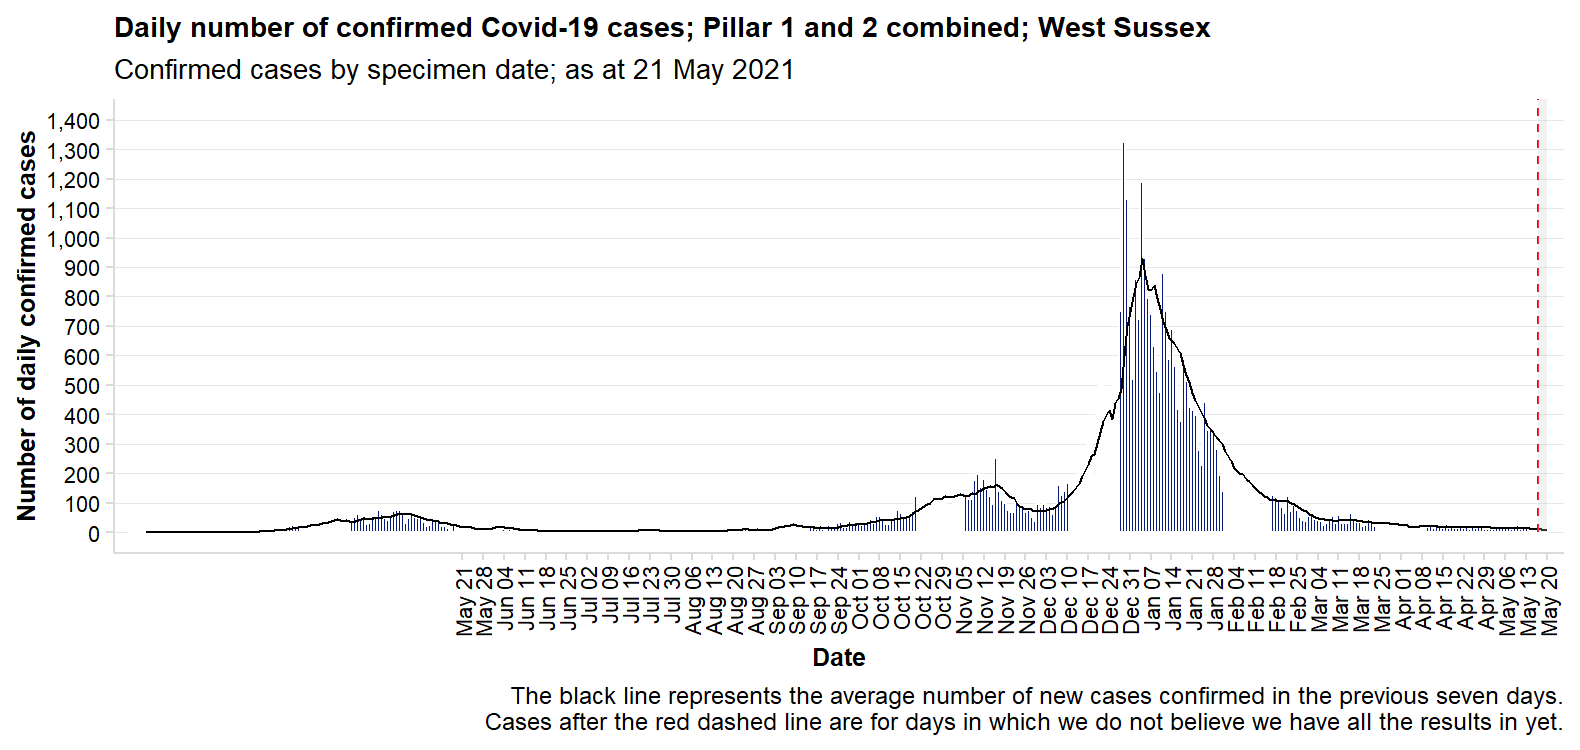 Daily number of confirmed Covid-19 cases; Pillar 1 and 2 combined; West Sussex
Confirmed cases by specimen date; as at 21 May 2021
Number of daily confirmed cases
1,400
1,300
1,200
1,100
1,000
900
800
700
600
500
400
300
200
100
0
May 21
May 28
Jun 04
Jun 11
Jun 18
Jun 25
Jul 02
Jul 09
Jul 16
Jul 23
Jul 30
Aug 06
Aug 13
Aug 20
Aug 27
Sep 03
Sep 10
Sep 17
Sep 24
Oct 01
Oct 08
Oct 15
Oct 22
Oct 29
Nov 05
Nov 12
Nov 19
Nov 26
Dec 03
Dec 10
Dec 17
Dec 24
Dec 31
Jan 07
Jan 14
Jan 21
Jan 28
Feb 04
Feb 11
Feb 18
Feb 25
Mar 04
Mar 11
Mar 18
Mar 25
Apr 01
Apr 08
Apr 15
Apr 22
Apr 29
May 06
May 13
May 20
Date
The black line represents the average number of new cases confirmed in the previous seven days.
Cases after the red dashed line are for days in which we do not believe we have all the results in yet.